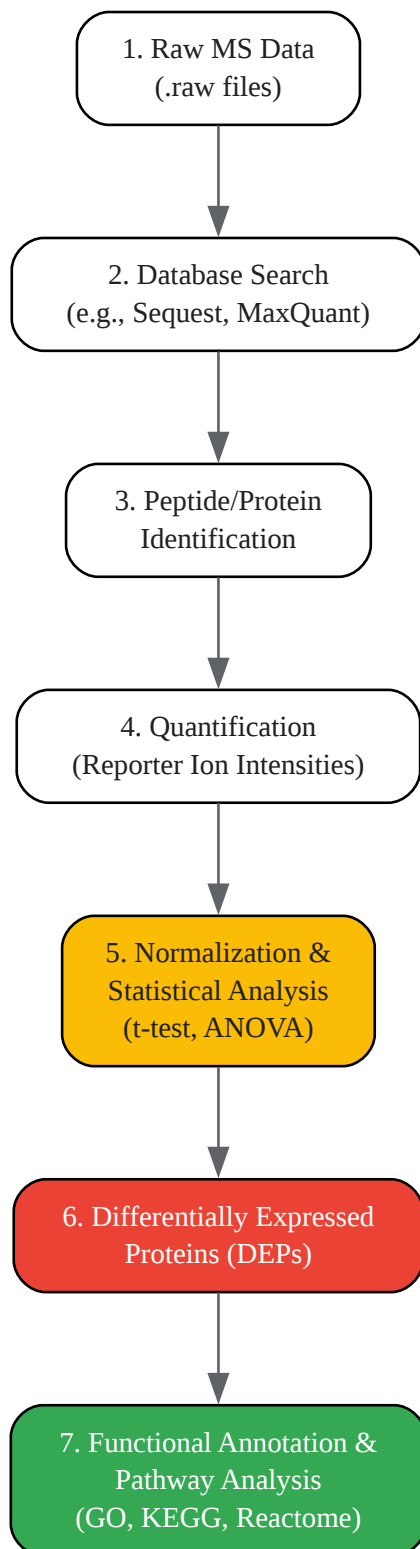 1. Raw MS Data
(.raw files)
2. Database Search
(e.g., Sequest, MaxQuant)
3. Peptide/Protein
Identification
4. Quantification
(Reporter Ion Intensities)
5. Normalization &
Statistical Analysis
(t-test, ANOVA)
6. Differentially Expressed
Proteins (DEPs)
7. Functional Annotation &
Pathway Analysis
(GO, KEGG, Reactome)